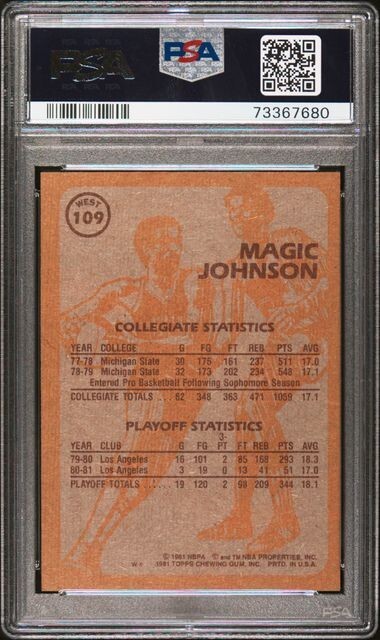 PSA
PSA
73367680
WEST
109
MAGIC
JOHNSON
COLLEGIATE STATISTICS
YEAR COLLEGE G FG FT REB PTS AVG
77-78 Michigan State 30 175 161 237 511 17.0
78-79 Michigan State 32 173 202 234 548 17.1
Entered Pro Basketball Following Sophomore Season
COLLEGIATE TOTALS . . 62 348 363 471 1059 17.1
PLAYOFF STATISTICS
3-
YEAR CLUB G FG PT FT REB PTS AVG
79-80 Los Angeles 16 101 2 85 168 293 18.3
80-81 Los Angeles 3 19 0 13 41 51 17.0
PLAYOFF TOTALS . . . . . 19 120 2 98 209 344 18.1
© 1981 NBPA © and TM NBA PROPERTIES, INC.
© 1981 TOPPS CHEWING GUM, INC. PRTD. IN U.S.A.
PSA